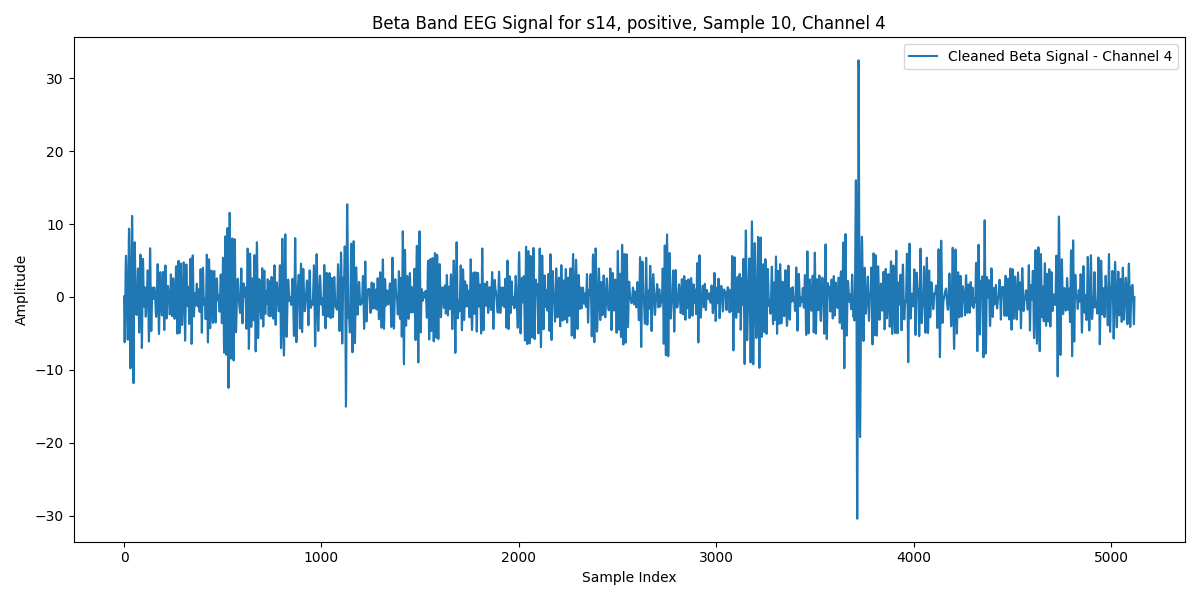 Beta Band EEG Signal for s14, positive, Sample 10, Channel 4
Cleaned Beta Signal - Channel 4
Amplitude
30
20
10
0
−10
−20
−30
0 1000 2000 3000 4000 5000
Sample Index